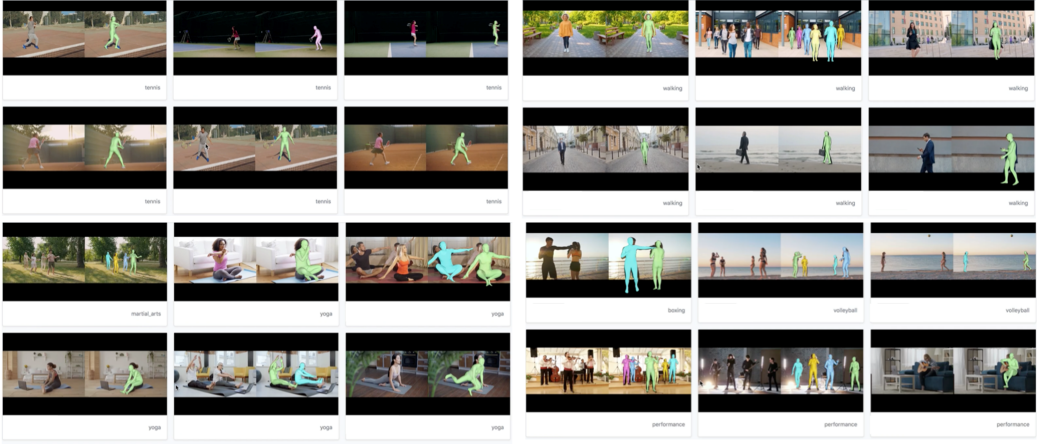 tennis
tennis
tennis
walking
walking
walking
tennis
tennis
tennis
walking
walking
walking
martial_arts
yoga
yoga
boxing
volleyball
volleyball
yoga
yoga
yoga
performance
performance
performance